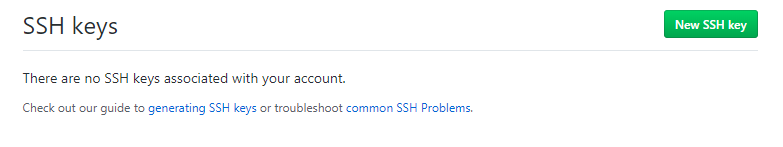 SSH keys
New SSH key
There are no SSH keys associated with your account.
Check out our guide to generating SSH keys or troubleshoot common SSH Problems.